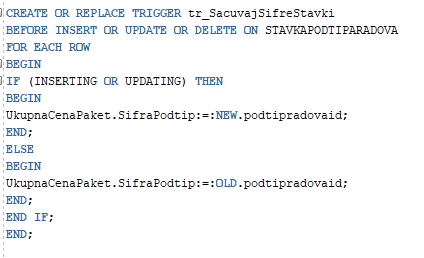 CREATE OR REPLACE TRIGGER tr_SacuvajSifreStavki
BEFORE INSERT OR UPDATE OR DELETE ON STAVKAPODTIPARADOVA
FOR EACH ROW
BEGIN
IF (INSERTING OR UPDATING) THEN
BEGIN
UkupnaCenaPaket.SifraPodtip:=:NEW.podtipradovaid;
END;
ELSE
BEGIN
UkupnaCenaPaket.SifraPodtip:=:OLD.podtipradovaid;
END;
END IF;
END;